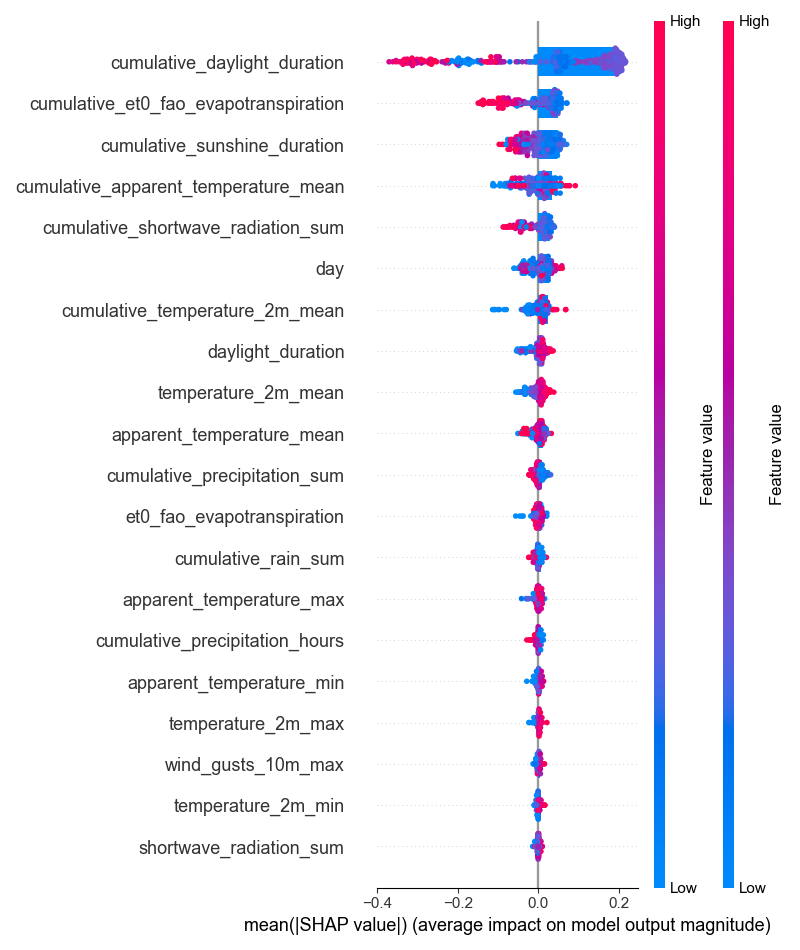 High
High
cumulative_daylight_duration
cumulative_et0_fao_evapotranspiration
cumulative_sunshine_duration
cumulative_apparent_temperature_mean
cumulative_shortwave_radiation_sum
day
cumulative_temperature_2m_mean
daylight_duration
temperature_2m_mean
apparent_temperature_mean
cumulative_precipitation_sum
et0_fao_evapotranspiration
cumulative_rain_sum
apparent_temperature_max
cumulative_precipitation_hours
apparent_temperature_min
temperature_2m_max
wind_gusts_10m_max
temperature_2m_min
shortwave_radiation_sum
Feature value
Feature value
Low
Low
−0.4 −0.2 0.0 0.2
mean(|SHAP value|) (average impact on model output magnitude)